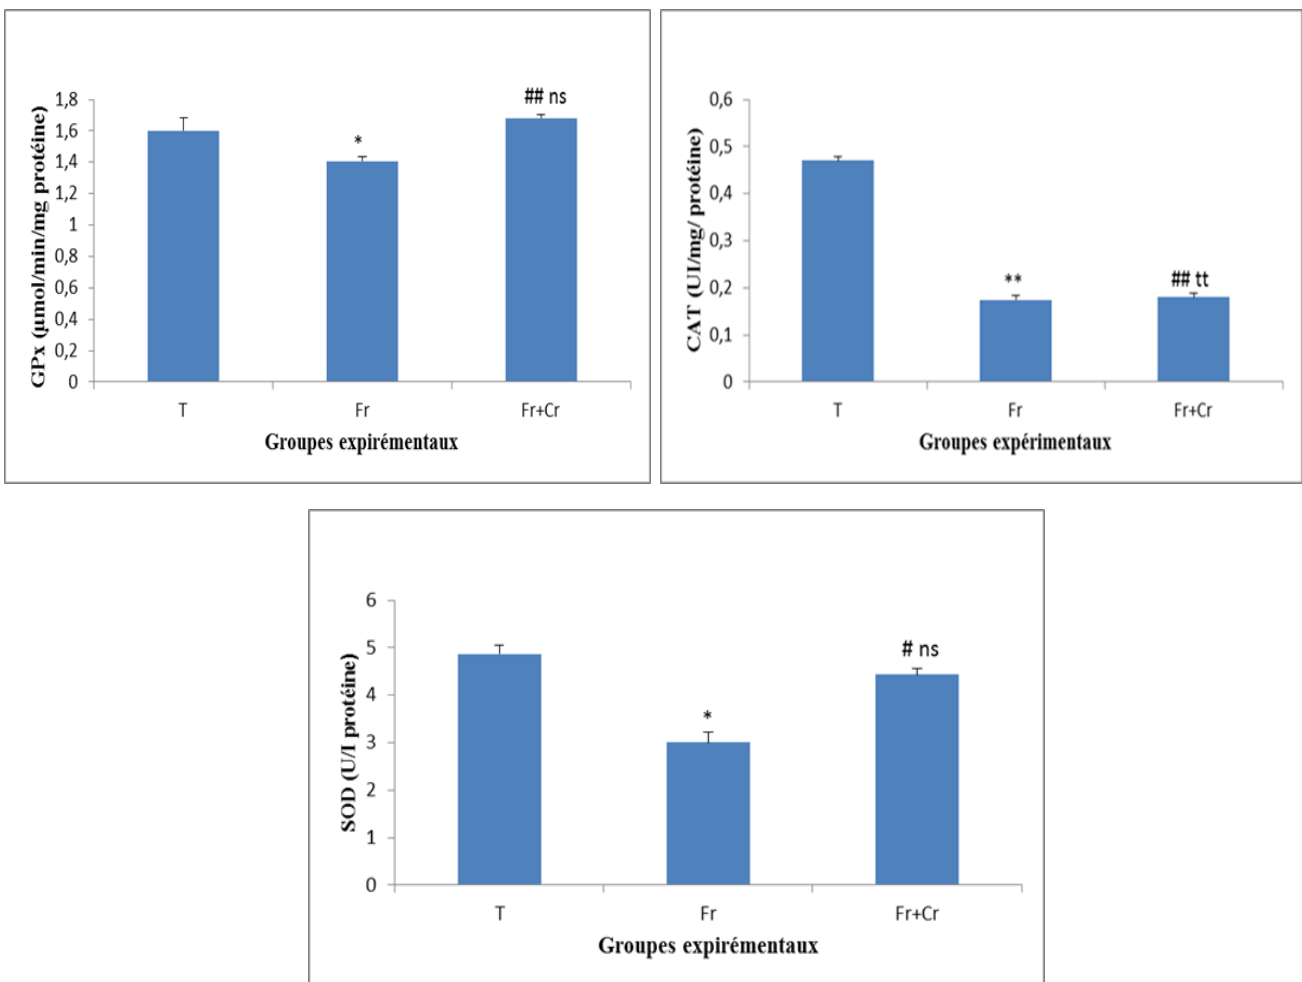 GPx (µmol/min/mg protéine)
1,8
1,6
1,4
1,2
1
0,8
0,6
0,4
0,2
0
*
## ns
T Fr Fr+Cr
Groupes expirémentaux
CAT (UI/mg/ protéine)
0,6
0,5
0,4
0,3
0,2
0,1
0
**
## tt
T Fr Fr+Cr
Groupes expérimentaux
SOD (U/I protéine)
6
5
4
3
2
1
0
*
# ns
T Fr Fr+Cr
Groupes expirémentaux